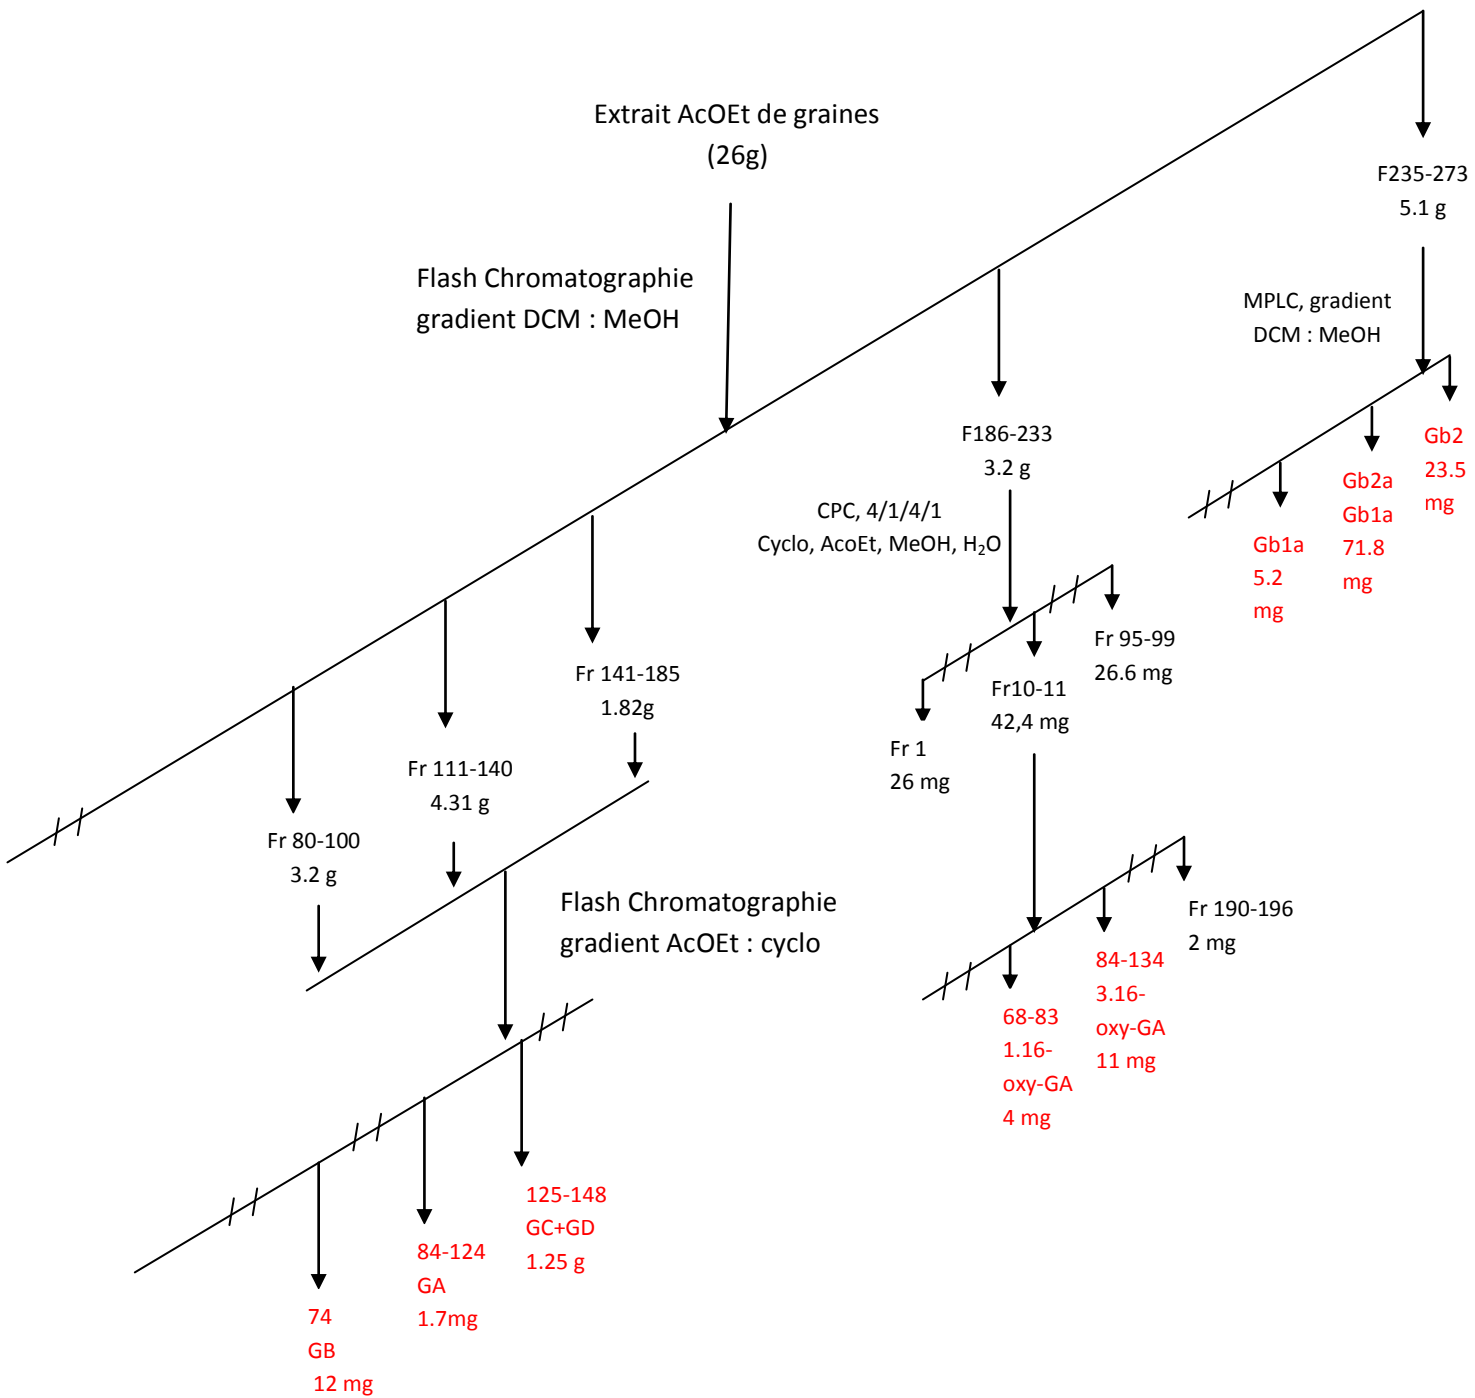 Extrait AcOEt de graines
(26g)
Flash Chromatographie
gradient DCM : MeOH
F235-273
5.1 g
MPLC, gradient
DCM : MeOH
Gb1a
5.2
mg
Gb2a
Gb1a
71.8
mg
Gb2
23.5
mg
F186-233
3.2 g
CPC, 4/1/4/1
Cyclo, AcoEt, MeOH, H₂O
Fr 1
26 mg
Fr10-11
42,4 mg
Fr 95-99
26.6 mg
68-83
1.16-
oxy-GA
4 mg
84-134
3.16-
oxy-GA
11 mg
Fr 190-196
2 mg
Fr 141-185
1.82g
Fr 111-140
4.31 g
Fr 80-100
3.2 g
Flash Chromatographie
gradient AcOEt : cyclo
74
GB
12 mg
84-124
GA
1.7mg
125-148
GC+GD
1.25 g